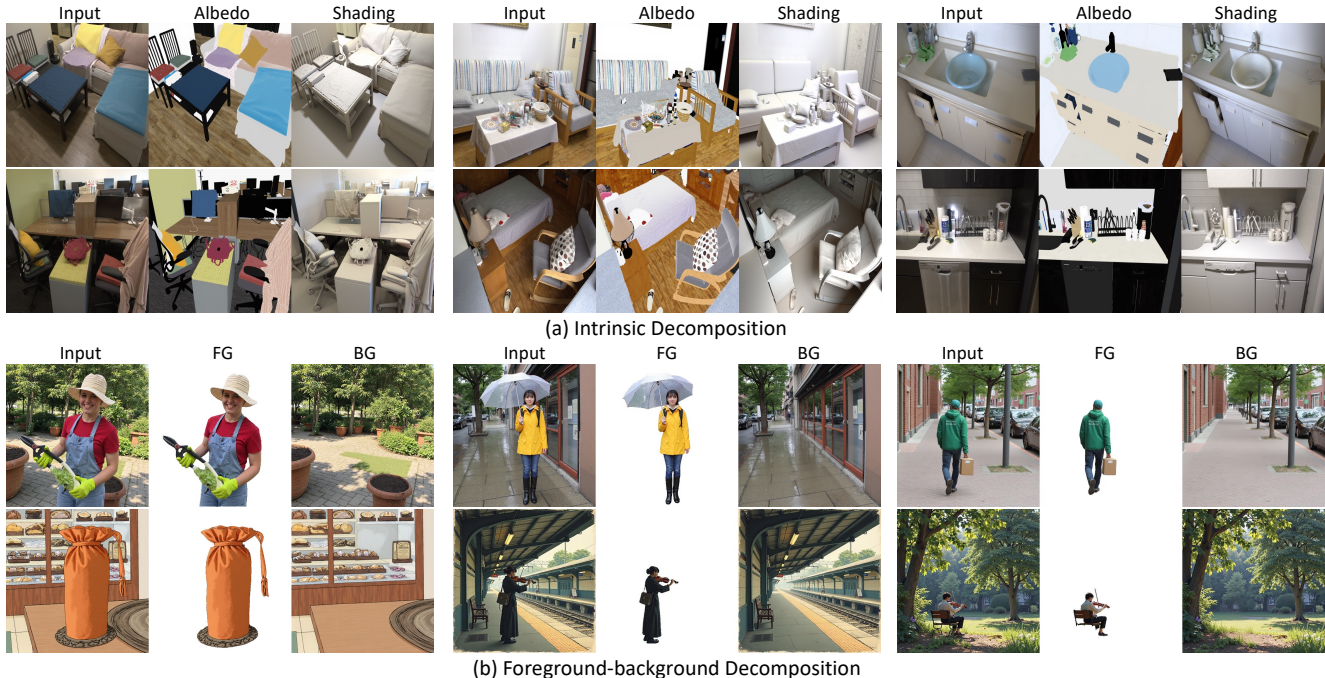 Input Albedo Shading Input Albedo Shading Input Albedo Shading
(a) Intrinsic Decomposition
Input FG BG Input FG BG Input FG BG
(b) Foreground-background Decomposition